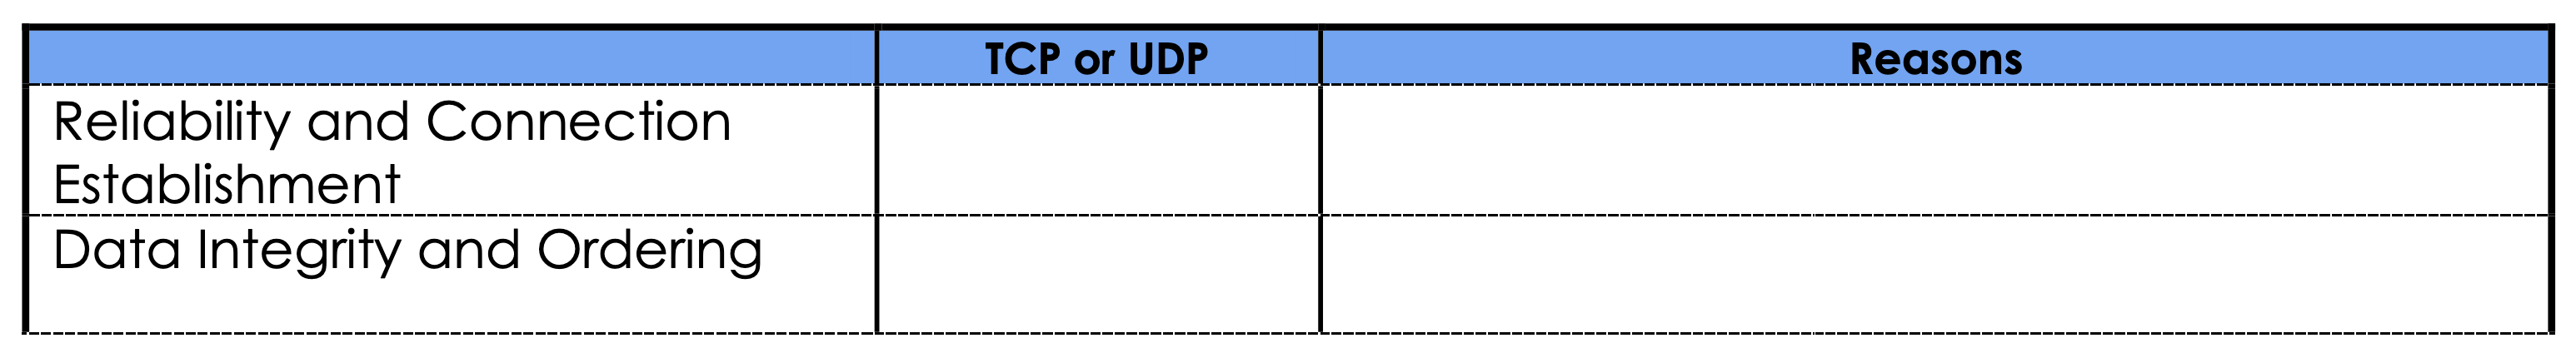 TCP or UDP Reasons
Reliability and Connection
Establishment
Data Integrity and Ordering